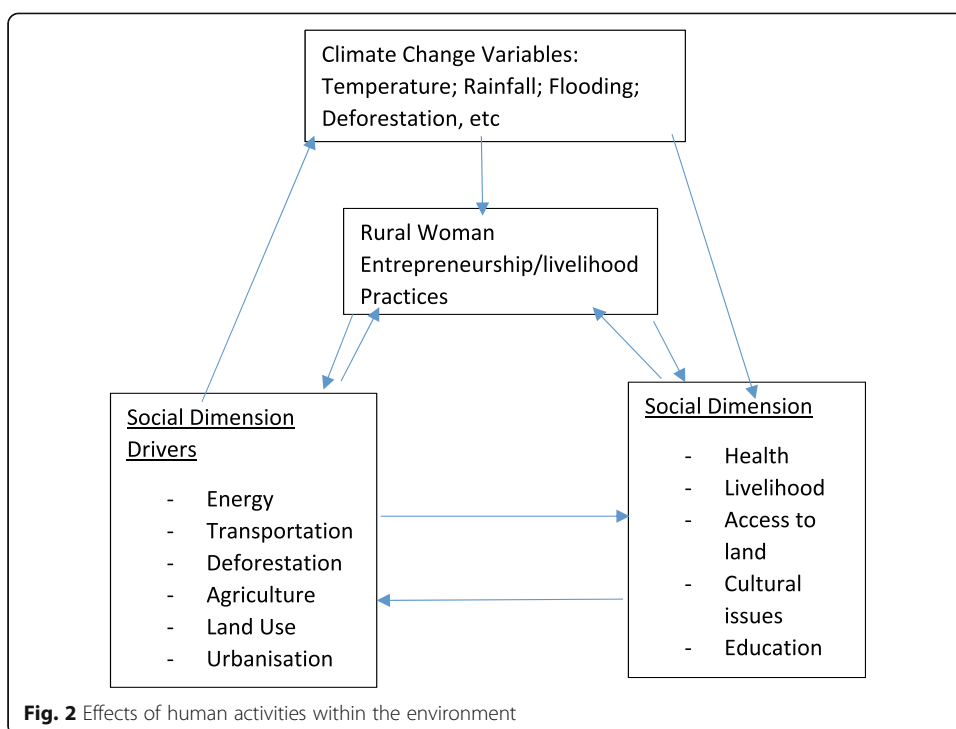 Climate Change Variables:
Temperature; Rainfall; Flooding;
Deforestation, etc
Rural Woman
Entrepreneurship/livelihood
Practices
Social Dimension
Drivers
- Energy
- Transportation
- Deforestation
- Agriculture
- Land Use
- Urbanisation
Social Dimension
- Health
- Livelihood
- Access to
land
- Cultural
issues
- Education
Fig. 2 Effects of human activities within the environment